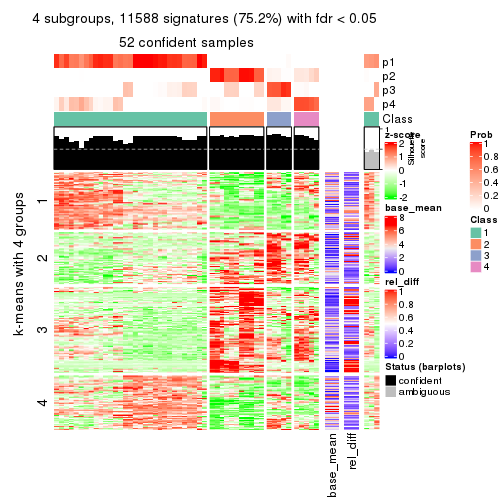 4 subgroups, 11588 signatures (75.2%) with fdr < 0.05
52 confident samples
p1
p2
p3
p4
Class
1
Silhouette
score
k-means with 4 groups
1
2
3
4
base_mean
rel_diff
z-score
2
1
0
-1
-2
base_mean
8
6
4
2
0
rel_diff
1
0.8
0.6
0.4
0.2
0
Status (barplots)
confident
ambiguous
Prob
1
0.8
0.6
0.4
0.2
0
Class
1
2
3
4